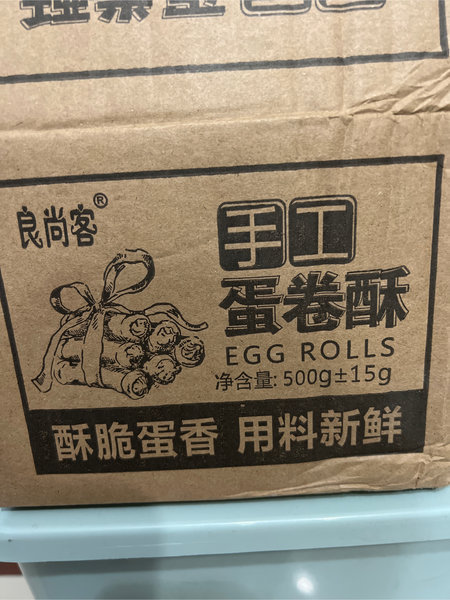 良尚客®
手工
蛋卷酥
EGG ROLLS
净含量: 500g±15g
酥脆蛋香 用料新鲜